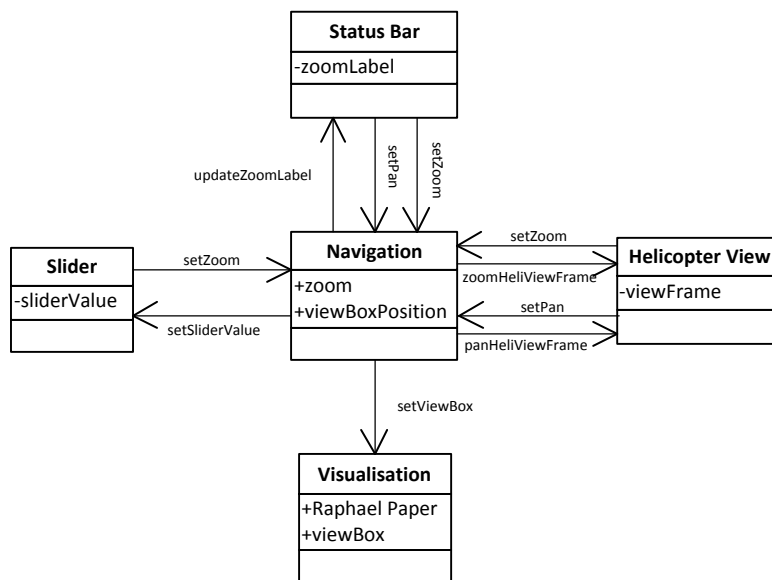 Status Bar
-zoomLabel
updateZoomLabel
setPan
setZoom
Slider
-sliderValue
setZoom
setSliderValue
Navigation
+zoom
+viewBoxPosition
setZoom
zoomHeliViewFrame
setPan
panHeliViewFrame
Helicopter View
-viewFrame
setViewBox
Visualisation
+Raphael Paper
+viewBox